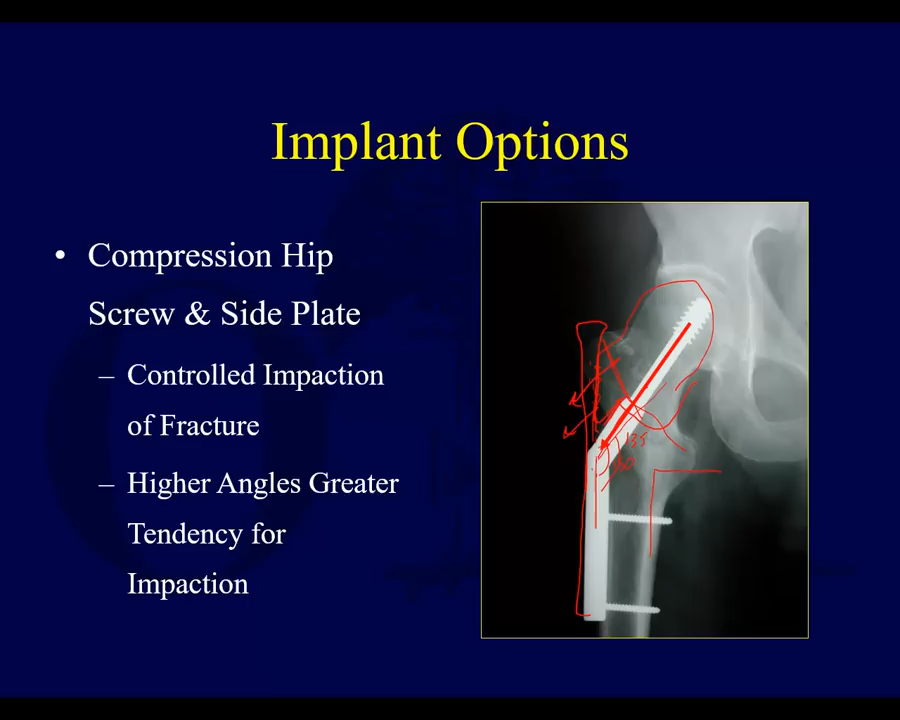 Implant Options
• Compression Hip
Screw & Side Plate
– Controlled Impaction
of Fracture
– Higher Angles Greater
Tendency for
Impaction
135